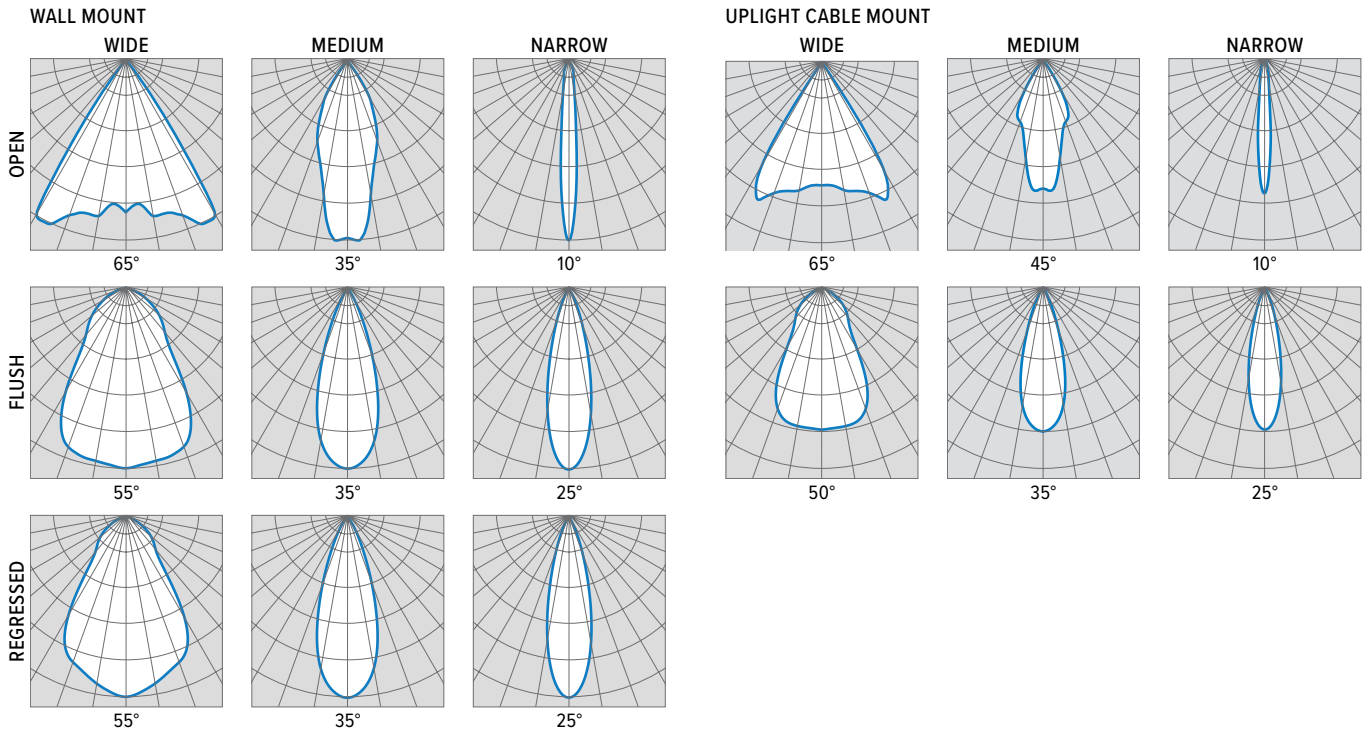 WALL MOUNT
WIDE MEDIUM NARROW
OPEN
65° 35° 10°
FLUSH
55° 35° 25°
REGRESSED
55° 35° 25°
UPLIGHT CABLE MOUNT
WIDE MEDIUM NARROW
65° 45° 10°
50° 35° 25°